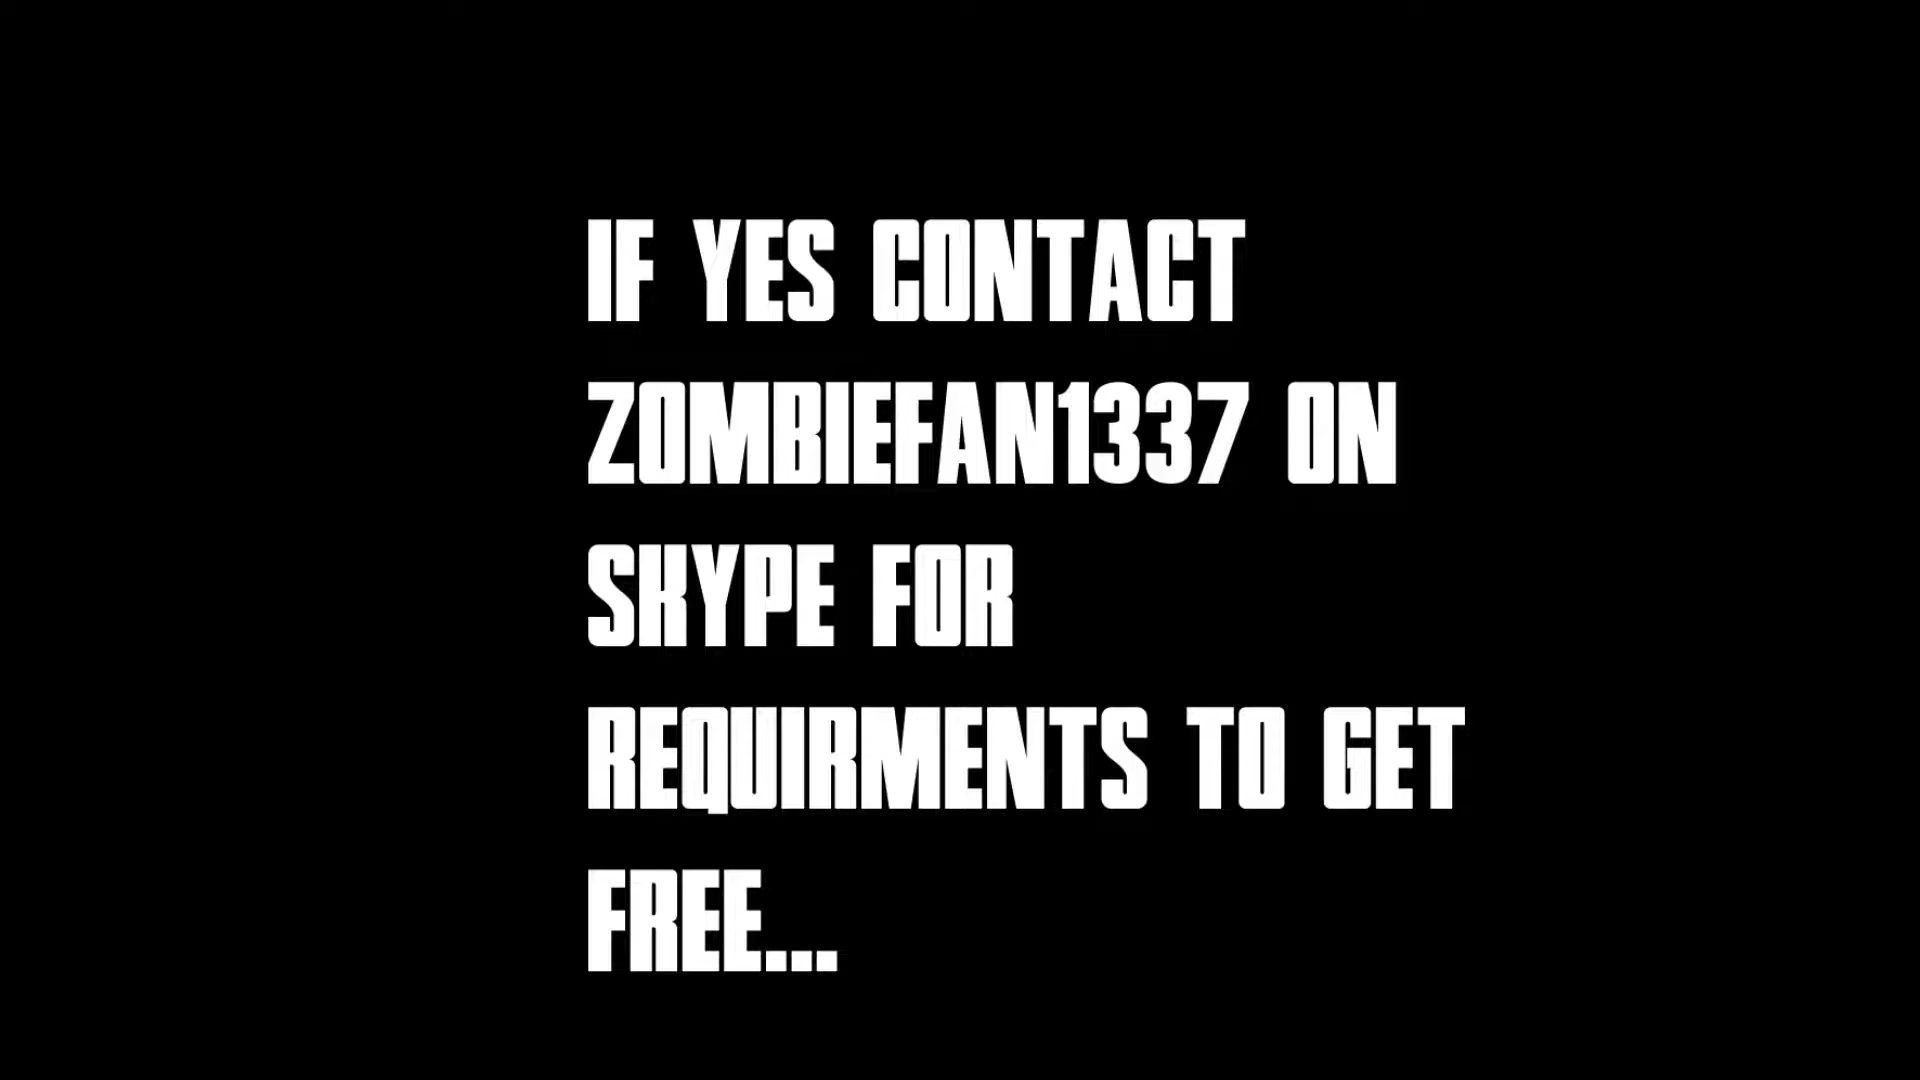 IF YES CONTACT
ZOMBIEFAN1337 ON
SKYPE FOR
REQUIRMENTS TO GET
FREE...